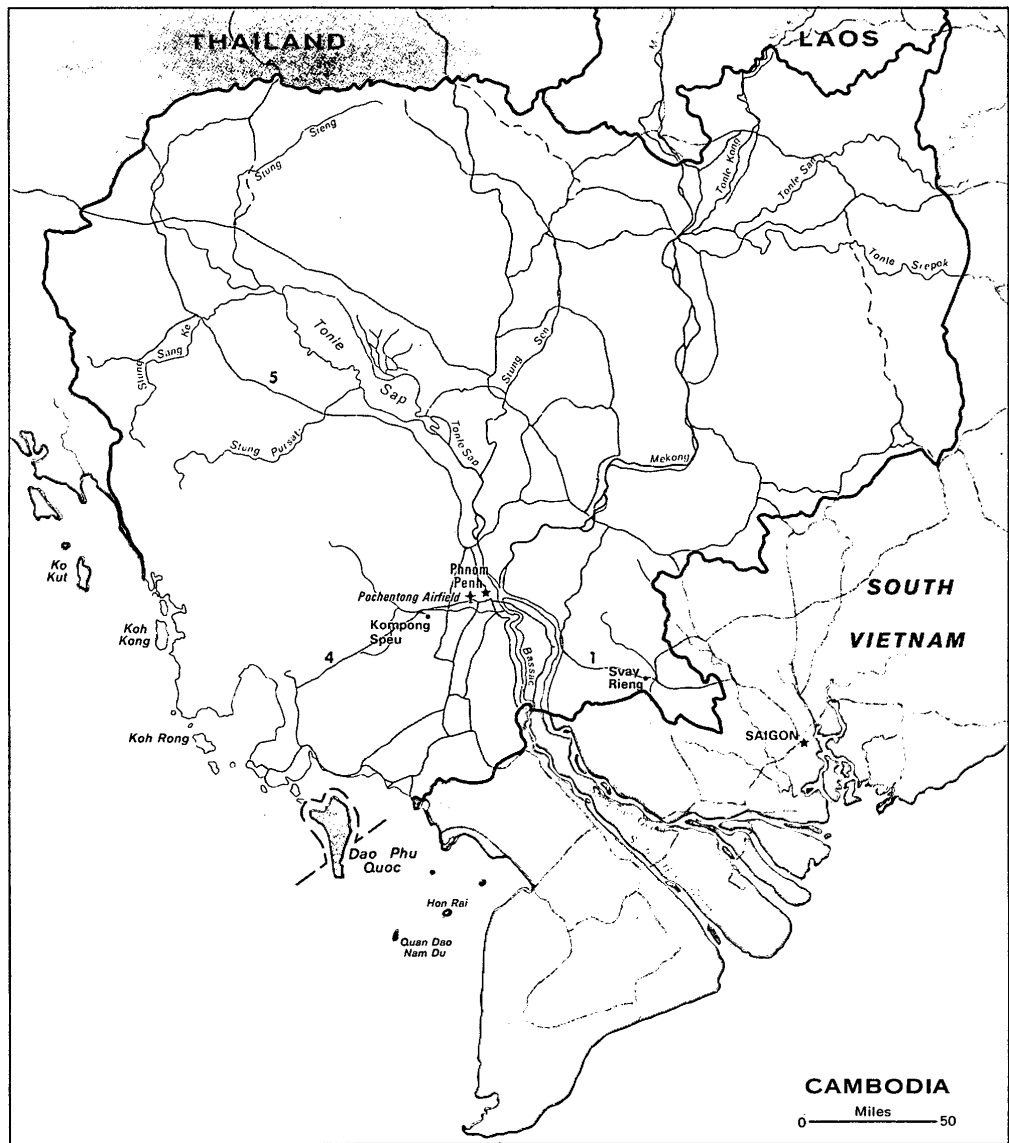 THAILAND
LAOS
M
Stung Sreng
Tonle Kong
Tonle San
Tonle Srepok
Tonle
Sap
Stung Sen
Stung Sang Ke
5
Stung Pursat
Tonle Sap
Mekong
Ko
Kut
Phnom
Penh
Pochentong Airfield
Koh
Kong
Kompong
Speu
SOUTH
VIETNAM
4
Bassac
1
Svay
Rieng
Koh Rong
SAIGON
Dao Phu
Quoc
Hon Rai
Quan Dao
Nam Du
CAMBODIA
Miles
0 50